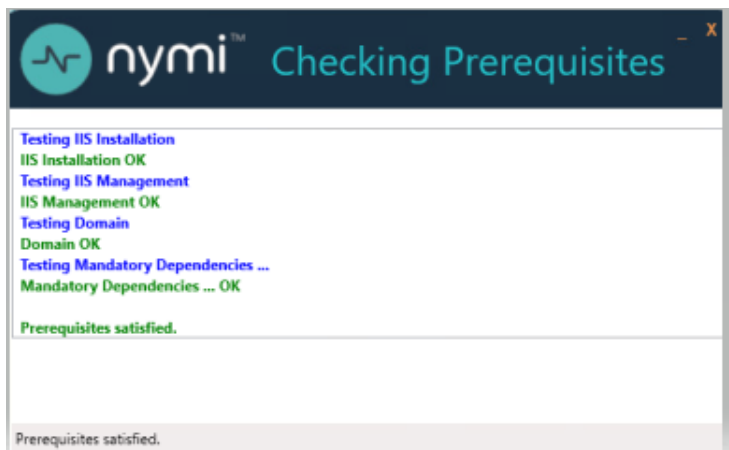 nymi™ Checking Prerequisites _ X
Testing IIS Installation
IIS Installation OK
Testing IIS Management
IIS Management OK
Testing Domain
Domain OK
Testing Mandatory Dependencies ...
Mandatory Dependencies ... OK
Prerequisites satisfied.
Prerequisites satisfied.